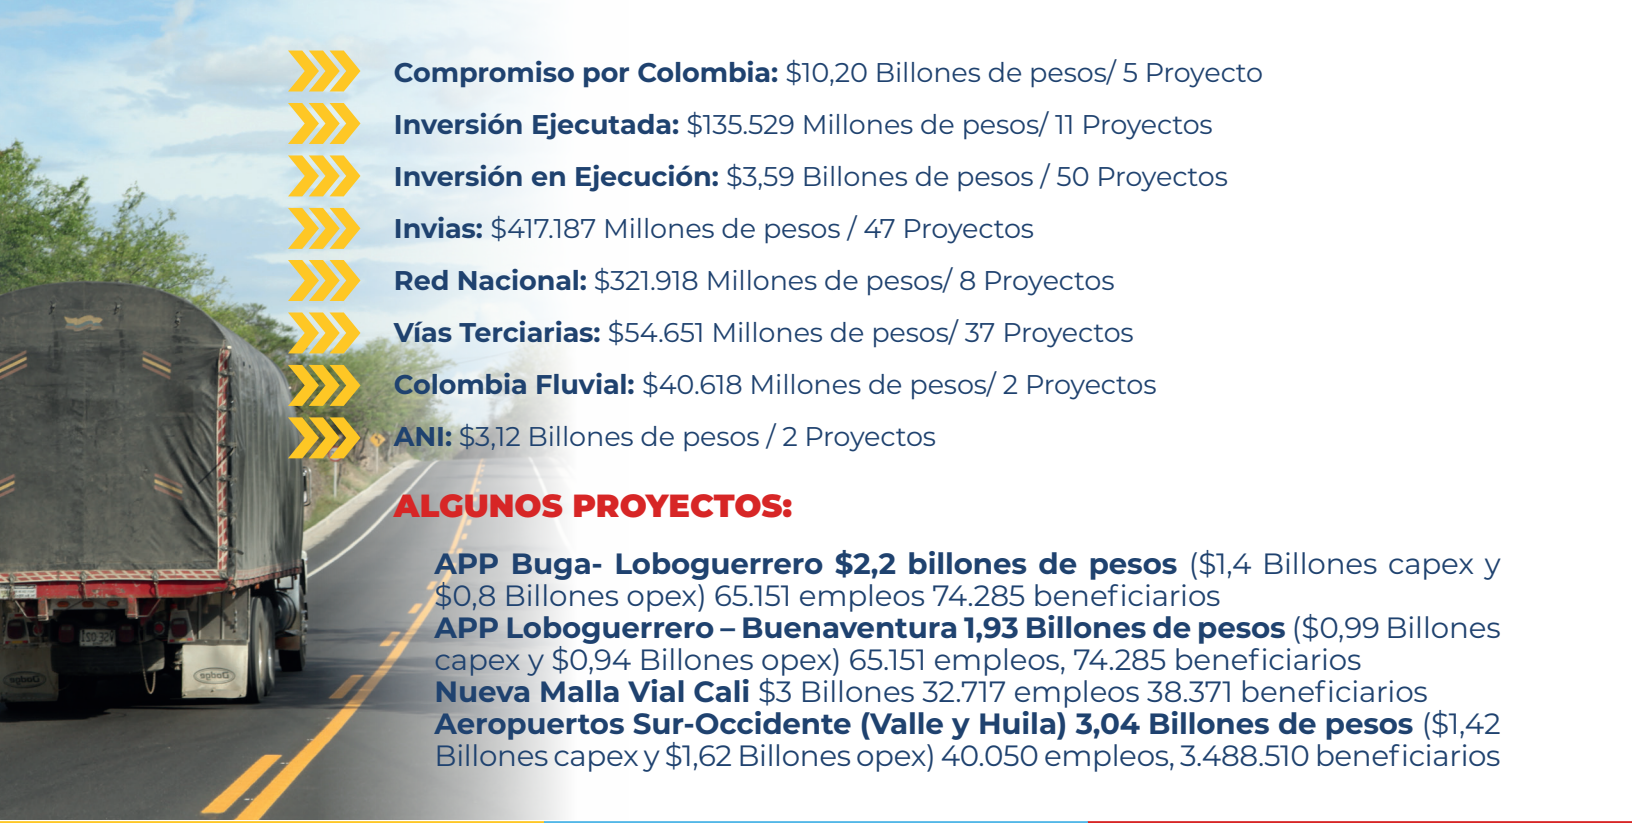 Compromiso por Colombia: $10,20 Billones de pesos/ 5 Proyecto
Inversión Ejecutada: $135.529 Millones de pesos/ 11 Proyectos
Inversión en Ejecución: $3,59 Billones de pesos / 50 Proyectos
Invias: $417.187 Millones de pesos / 47 Proyectos
Red Nacional: $321.918 Millones de pesos/ 8 Proyectos
Vías Terciarias: $54.651 Millones de pesos/ 37 Proyectos
Colombia Fluvial: $40.618 Millones de pesos/ 2 Proyectos
ANI: $3,12 Billones de pesos / 2 Proyectos
ALGUNOS PROYECTOS:
APP Buga- Loboguerrero $2,2 billones de pesos ($1,4 Billones capex y
$0,8 Billones opex) 65.151 empleos 74.285 beneficiarios
APP Loboguerrero – Buenaventura 1,93 Billones de pesos ($0,99 Billones
capex y $0,94 Billones opex) 65.151 empleos, 74.285 beneficiarios
Nueva Malla Vial Cali $3 Billones 32.717 empleos 38.371 beneficiarios
Aeropuertos Sur-Occidente (Valle y Huila) 3,04 Billones de pesos ($1,42
Billones capex y $1,62 Billones opex) 40.050 empleos, 3.488.510 beneficiarios
Dodge